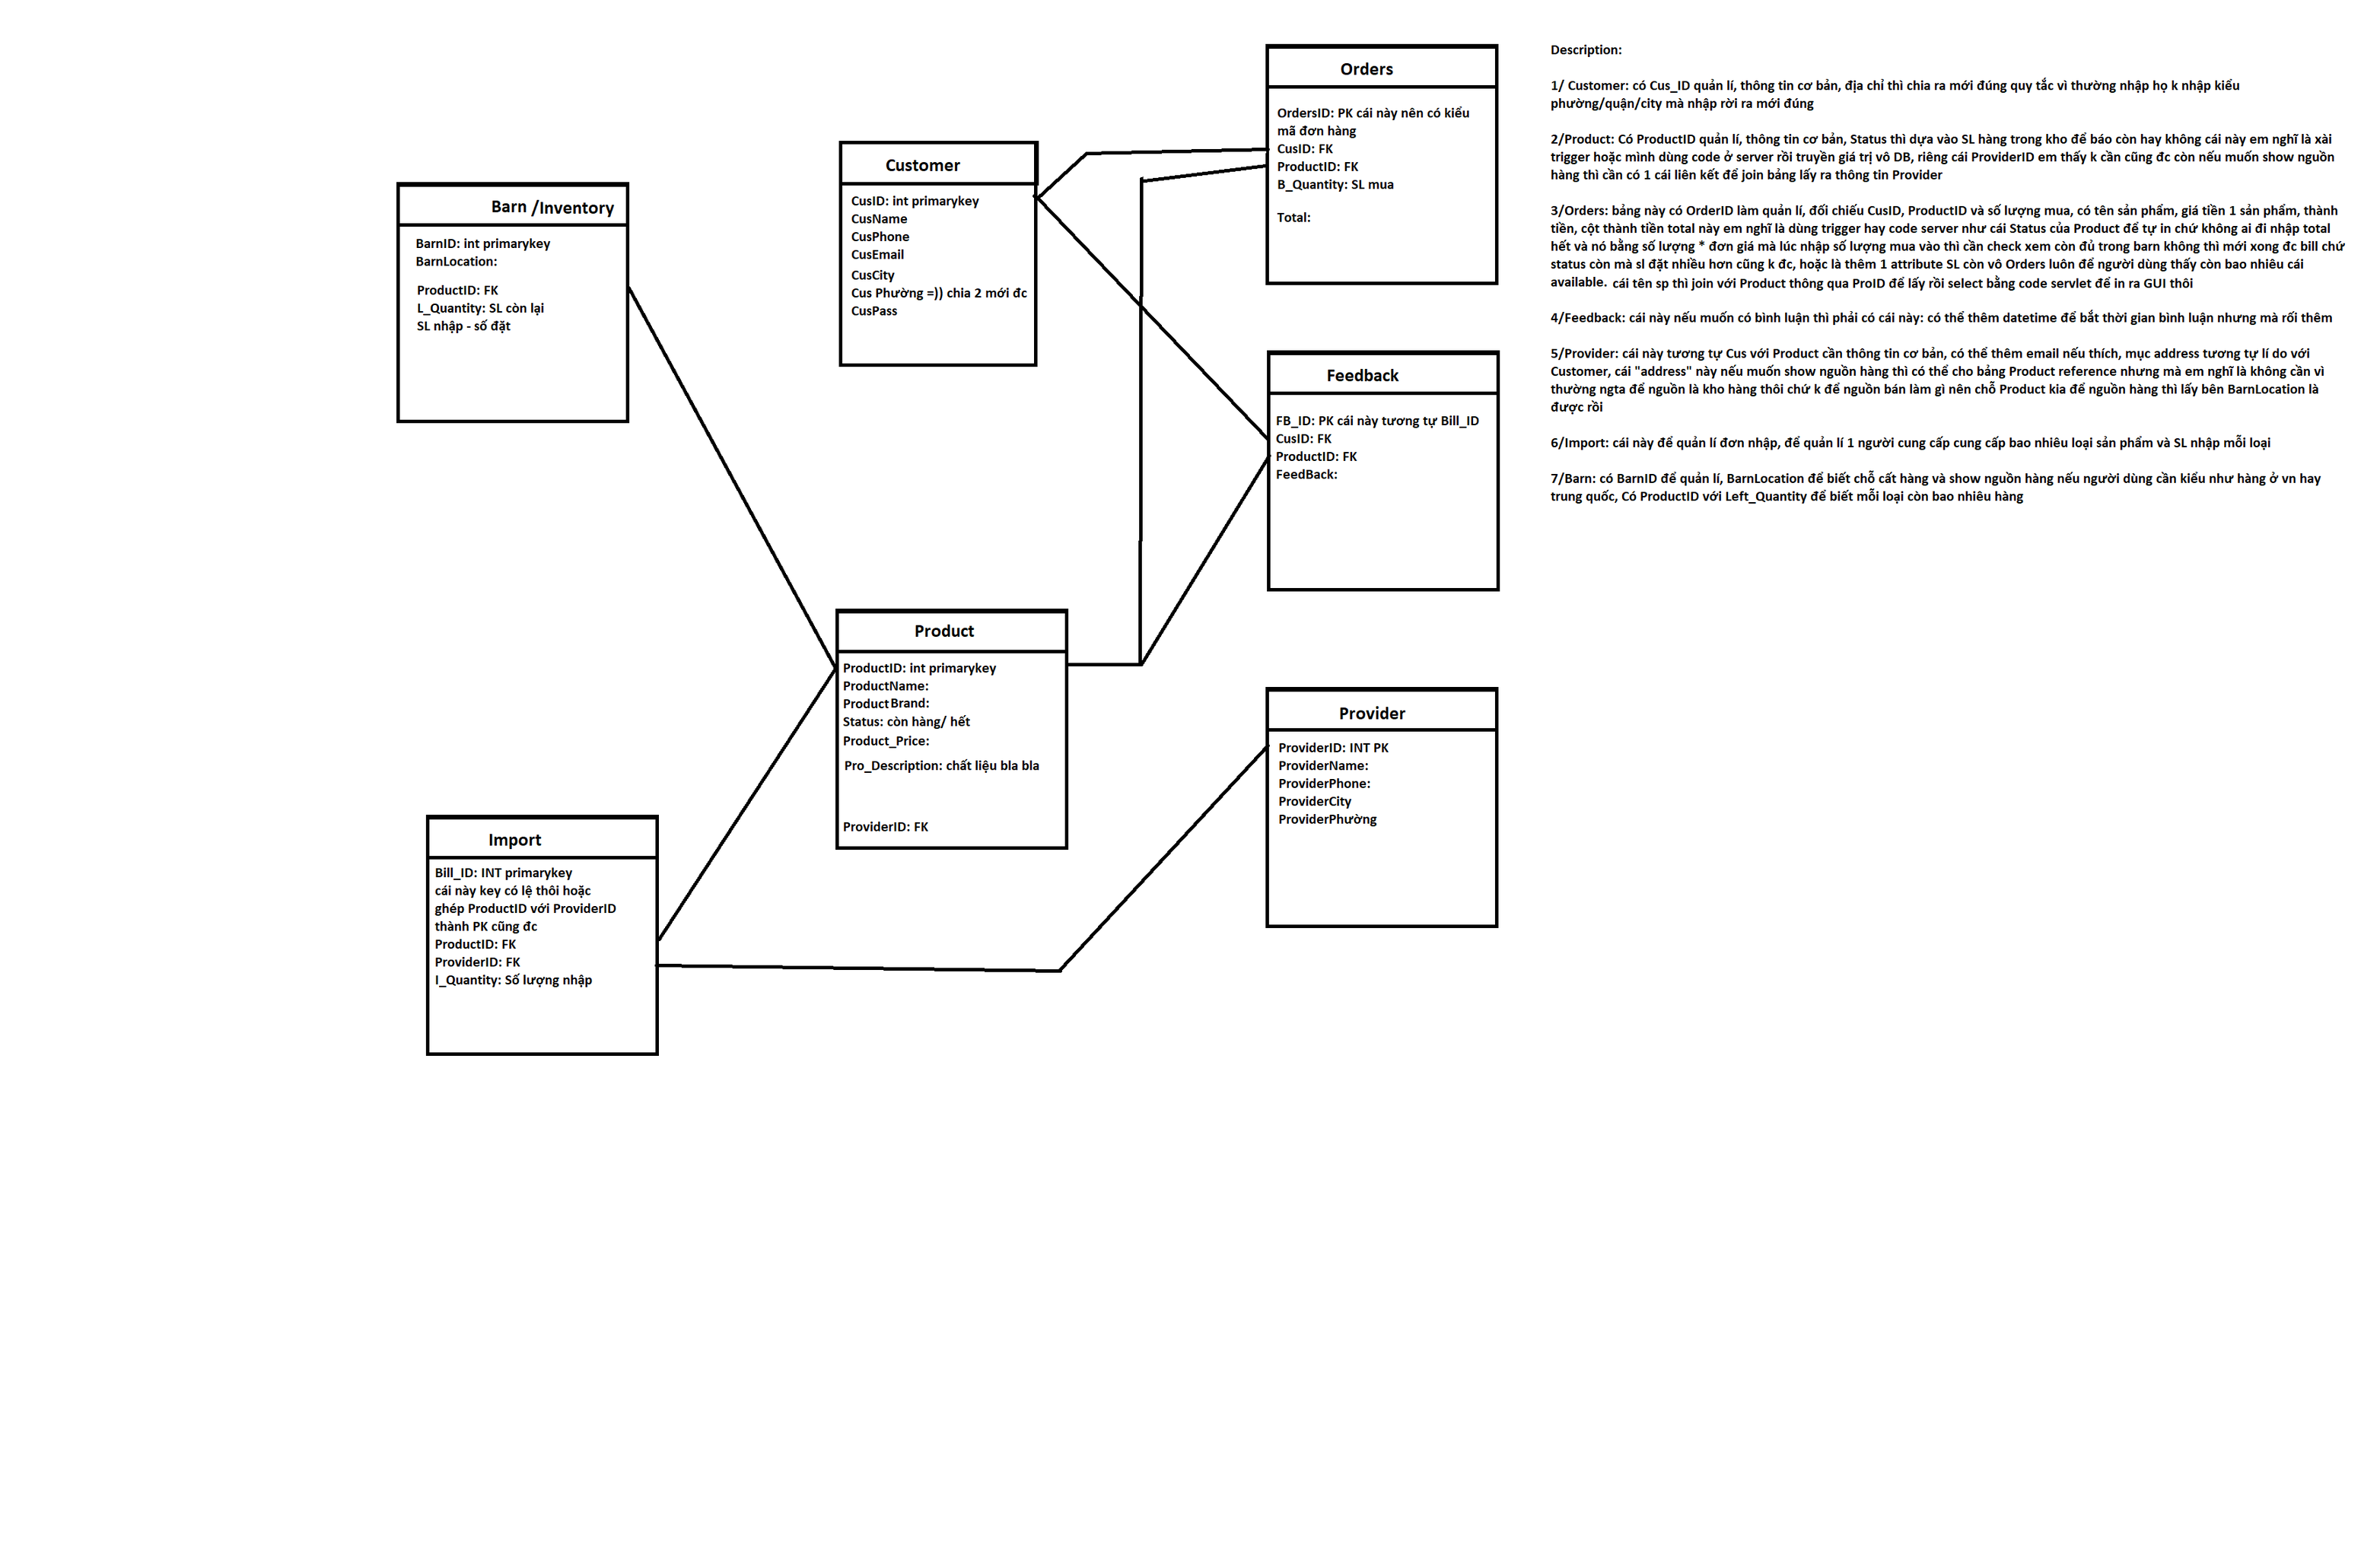 Barn /Inventory
BarnID: int primarykey
BarnLocation:
ProductID: FK
L_Quantity: SL còn lại
SL nhập - số đặt
Customer
CusID: int primarykey
CusName
CusPhone
CusEmail
CusCity
Cus Phường =)) chia 2 mới đc
CusPass
Orders
OrdersID: PK cái này nên có kiểu
mã đơn hàng
CusID: FK
ProductID: FK
B_Quantity: SL mua
Total:
Feedback
FB_ID: PK cái này tương tự Bill_ID
CusID: FK
ProductID: FK
FeedBack:
Product
ProductID: int primarykey
ProductName:
Product Brand:
Status: còn hàng/ hết
Product_Price:
Pro_Description: chất liệu bla bla
ProviderID: FK
Provider
ProviderID: INT PK
ProviderName:
ProviderPhone:
ProviderCity
ProviderPhường
Import
Bill_ID: INT primarykey
cái này key có lệ thôi hoặc
ghép ProductID với ProviderID
thành PK cũng đc
ProductID: FK
ProviderID: FK
I_Quantity: Số lượng nhập
Description:
1/ Customer: có Cus_ID quản lí, thông tin cơ bản, địa chỉ thì chia ra mới đúng quy tắc vì thường nhập họ k nhập kiểu
phường/quận/city mà nhập rời ra mới đúng
2/Product: Có ProductID quản lí, thông tin cơ bản, Status thì dựa vào SL hàng trong kho để báo còn hay không cái này em nghĩ là xài
trigger hoặc mình dùng code ở server rồi truyền giá trị vô DB, riêng cái ProviderID em thấy k cần cũng đc còn nếu muốn show nguồn
hàng thì cần có 1 cái liên kết để join bảng lấy ra thông tin Provider
3/Orders: bảng này có OrderID làm quản lí, đối chiếu CusID, ProductID và số lượng mua, có tên sản phẩm, giá tiền 1 sản phẩm, thành
tiền, cột thành tiền total này em nghĩ là dùng trigger hay code server như cái Status của Product để tự in chứ không ai đi nhập total
hết và nó bằng số lượng * đơn giá mà lúc nhập số lượng mua vào thì cần check xem còn đủ trong barn không thì mới xong đc bill chứ
status còn mà sl đặt nhiều hơn cũng k đc, hoặc là thêm 1 attribute SL còn vô Orders luôn để người dùng thấy còn bao nhiêu cái
available. cái tên sp thì join với Product thông qua ProID để lấy rồi select bằng code servlet để in ra GUI thôi
4/Feedback: cái này nếu muốn có bình luận thì phải có cái này: có thể thêm datetime để bắt thời gian bình luận nhưng mà rối thêm
5/Provider: cái này tương tự Cus với Product cần thông tin cơ bản, có thể thêm email nếu thích, mục address tương tự lí do với
Customer, cái "address" này nếu muốn show nguồn hàng thì có thể cho bảng Product reference nhưng mà em nghĩ là không cần vì
thường ngta để nguồn là kho hàng thôi chứ k để nguồn bán làm gì nên chỗ Product kia để nguồn hàng thì lấy bên BarnLocation là
được rồi
6/Import: cái này để quản lí đơn nhập, để quản lí 1 người cung cấp cung cấp bao nhiêu loại sản phẩm và SL nhập mỗi loại
7/Barn: có BarnID để quản lí, BarnLocation để biết chỗ cất hàng và show nguồn hàng nếu người dùng cần kiểu như hàng ở vn hay
trung quốc, Có ProductID với Left_Quantity để biết mỗi loại còn bao nhiêu hàng